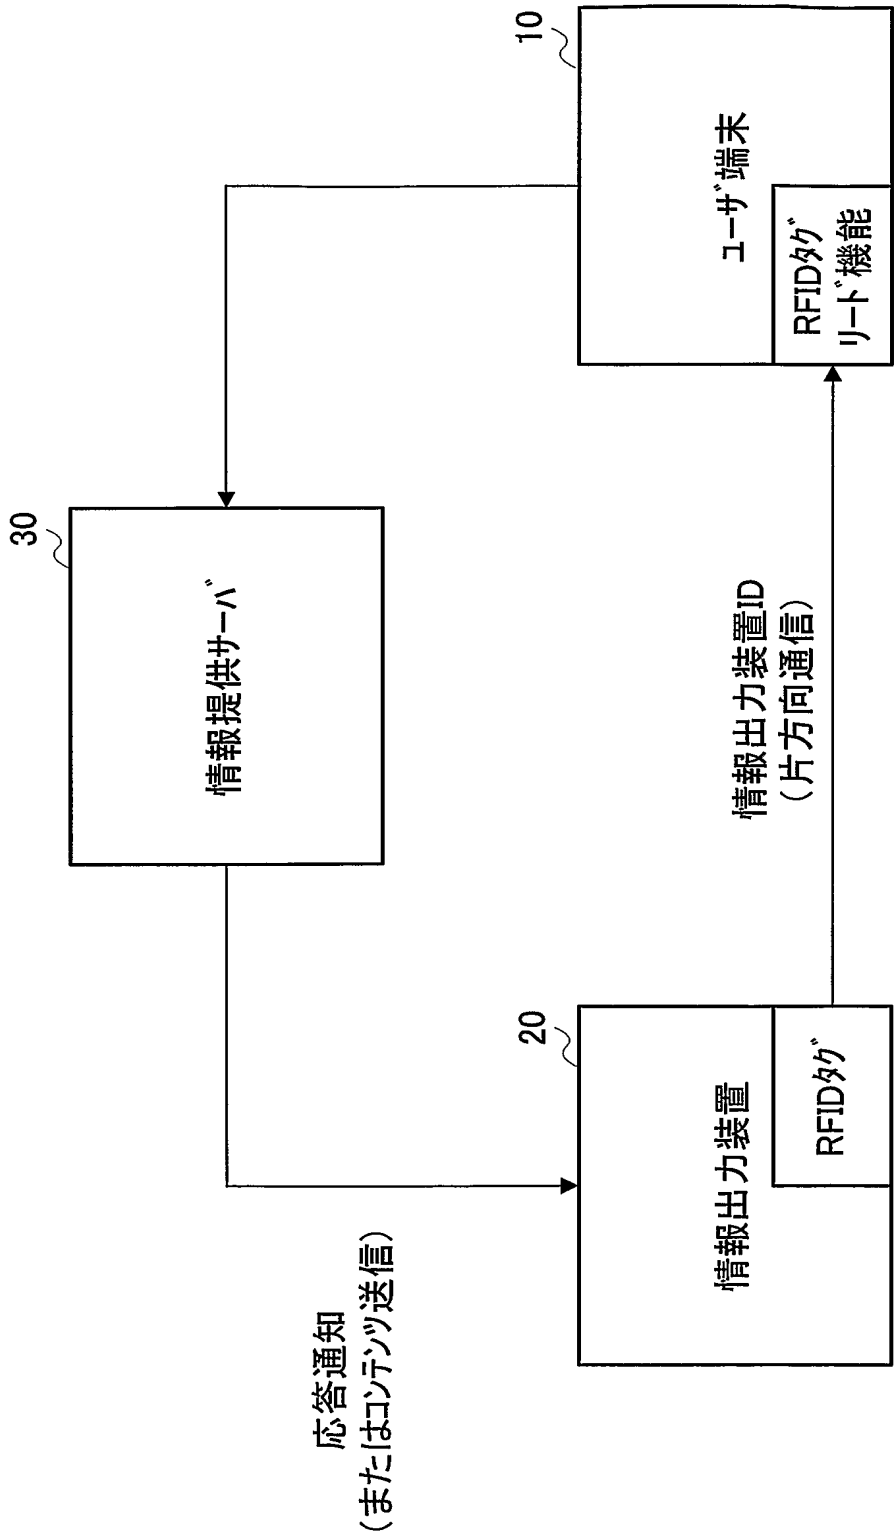 30
情報提供サーバ
応答通知
(またはコンテンツ送信)
20
情報出力装置
RFIDタグ
情報出力装置ID
(片方向通信)
10
ユーザ端末
RFIDタグ
リード機能